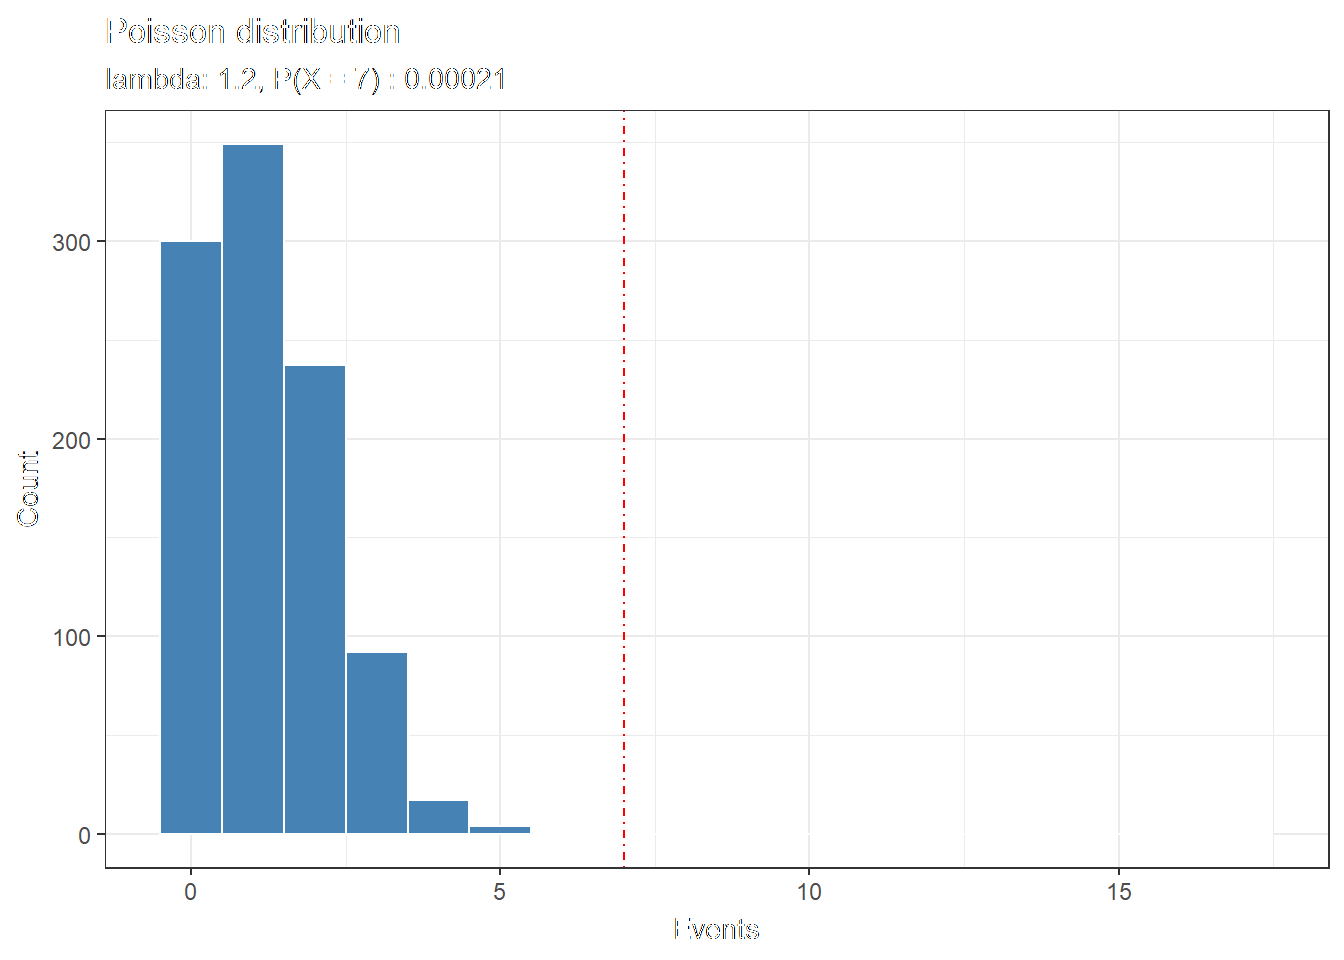 Poisson distribution
lambda: 1.2, P(X = 7) : 0.00021
300
200
100
0
Count
0
5
10
15
Events